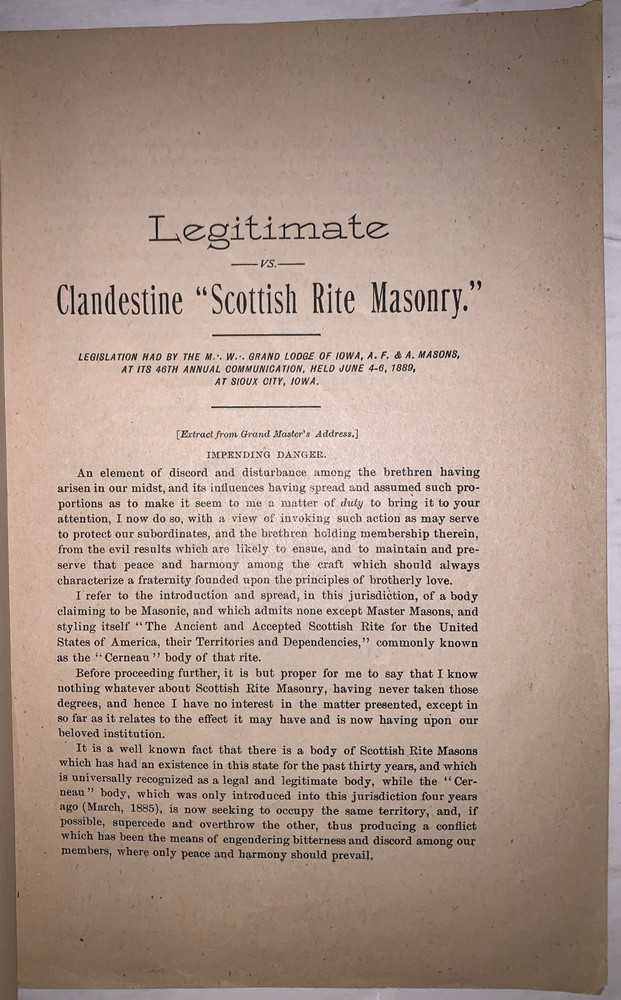 Legitimate
VS.
Clandestine “Scottish Rite Masonry.”
LEGISLATION HAD BY THE M∴ W∴ GRAND LODGE OF IOWA, A. F. & A. MASONS,
AT ITS 46TH ANNUAL COMMUNICATION, HELD JUNE 4-6, 1889,
AT SIOUX CITY, IOWA.
[Extract from Grand Master's Address.]
IMPENDING DANGER.
An element of discord and disturbance among the brethren having
arisen in our midst, and its influences having spread and assumed such pro-
portions as to make it seem to me a matter of duty to bring it to your
attention, I now do so, with a view of invoking such action as may serve
to protect our subordinates, and the brethren holding membership therein,
from the evil results which are likely to ensue, and to maintain and pre-
serve that peace and harmony among the craft which should always
characterize a fraternity founded upon the principles of brotherly love.
I refer to the introduction and spread, in this jurisdiction, of a body
claiming to be Masonic, and which admits none except Master Masons, and
styling itself “The Ancient and Accepted Scottish Rite for the United
States of America, their Territories and Dependencies,” commonly known
as the “Cerneau” body of that rite.
Before proceeding further, it is but proper for me to say that I know
nothing whatever about Scottish Rite Masonry, having never taken those
degrees, and hence I have no interest in the matter presented, except in
so far as it relates to the effect it may have and is now having upon our
beloved institution.
It is a well known fact that there is a body of Scottish Rite Masons
which has had an existence in this state for the past thirty years, and which
is universally recognized as a legal and legitimate body, while the “Cer-
neau” body, which was only introduced into this jurisdiction four years
ago (March, 1885), is now seeking to occupy the same territory, and, if
possible, supercede and overthrow the other, thus producing a conflict
which has been the means of engendering bitterness and discord among our
members, where only peace and harmony should prevail.